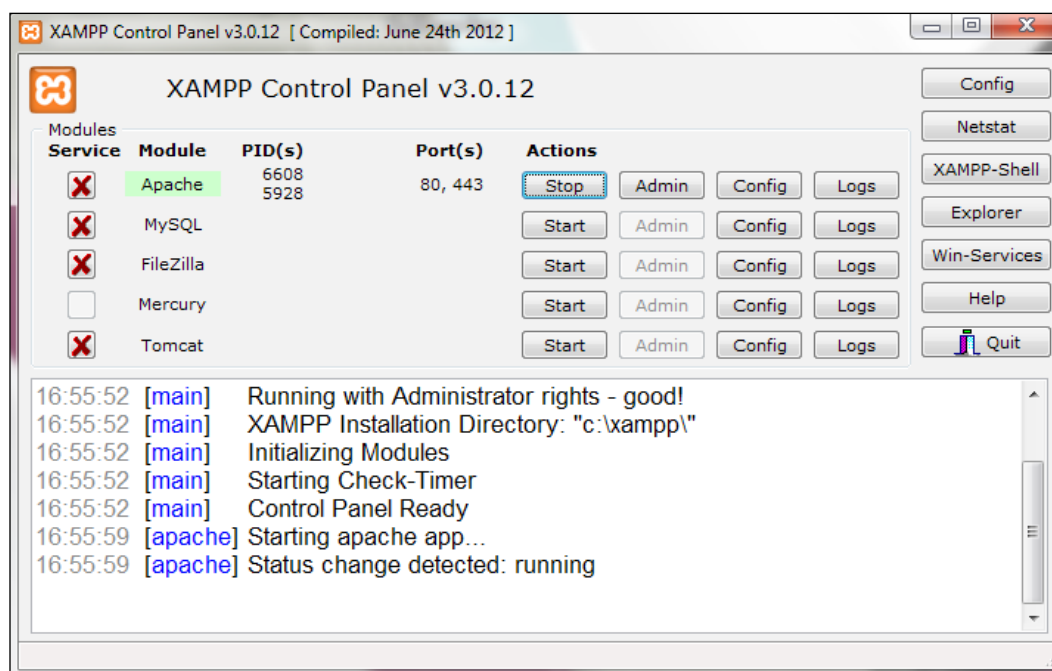 XAMPP Control Panel v3.0.12 [ Compiled: June 24th 2012 ]
XAMPP Control Panel v3.0.12
Config
Modules
Netstat
Service Module PID(s) Port(s) Actions
XAMPP-Shell
Apache 6608 80, 443 Stop Admin Config Logs
5928
Explorer
MySQL Start Admin Config Logs
Win-Services
FileZilla Start Admin Config Logs
Help
Mercury Start Admin Config Logs
Quit
Tomcat Start Admin Config Logs
16:55:52 [main] Running with Administrator rights - good!
16:55:52 [main] XAMPP Installation Directory: "c:\xampp\"
16:55:52 [main] Initializing Modules
16:55:52 [main] Starting Check-Timer
16:55:52 [main] Control Panel Ready
16:55:59 [apache] Starting apache app...
16:55:59 [apache] Status change detected: running